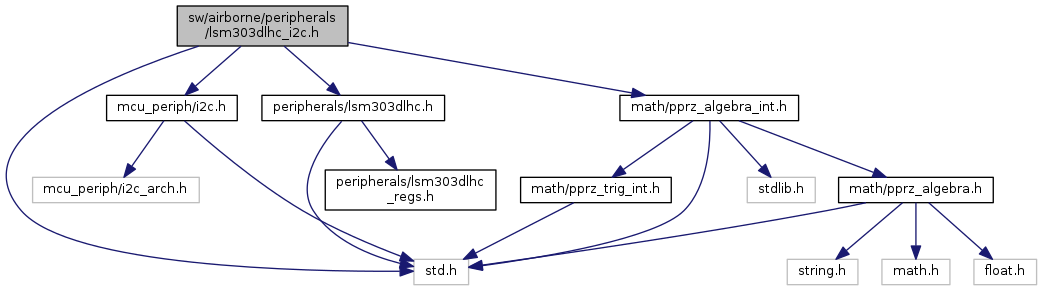 sw/airborne/peripherals
/lsm303dlhc_i2c.h
mcu_periph/i2c.h
peripherals/lsm303dlhc.h
math/pprz_algebra_int.h
mcu_periph/i2c_arch.h
peripherals/lsm303dlhc
_regs.h
math/pprz_trig_int.h
stdlib.h
math/pprz_algebra.h
std.h
string.h
math.h
float.h